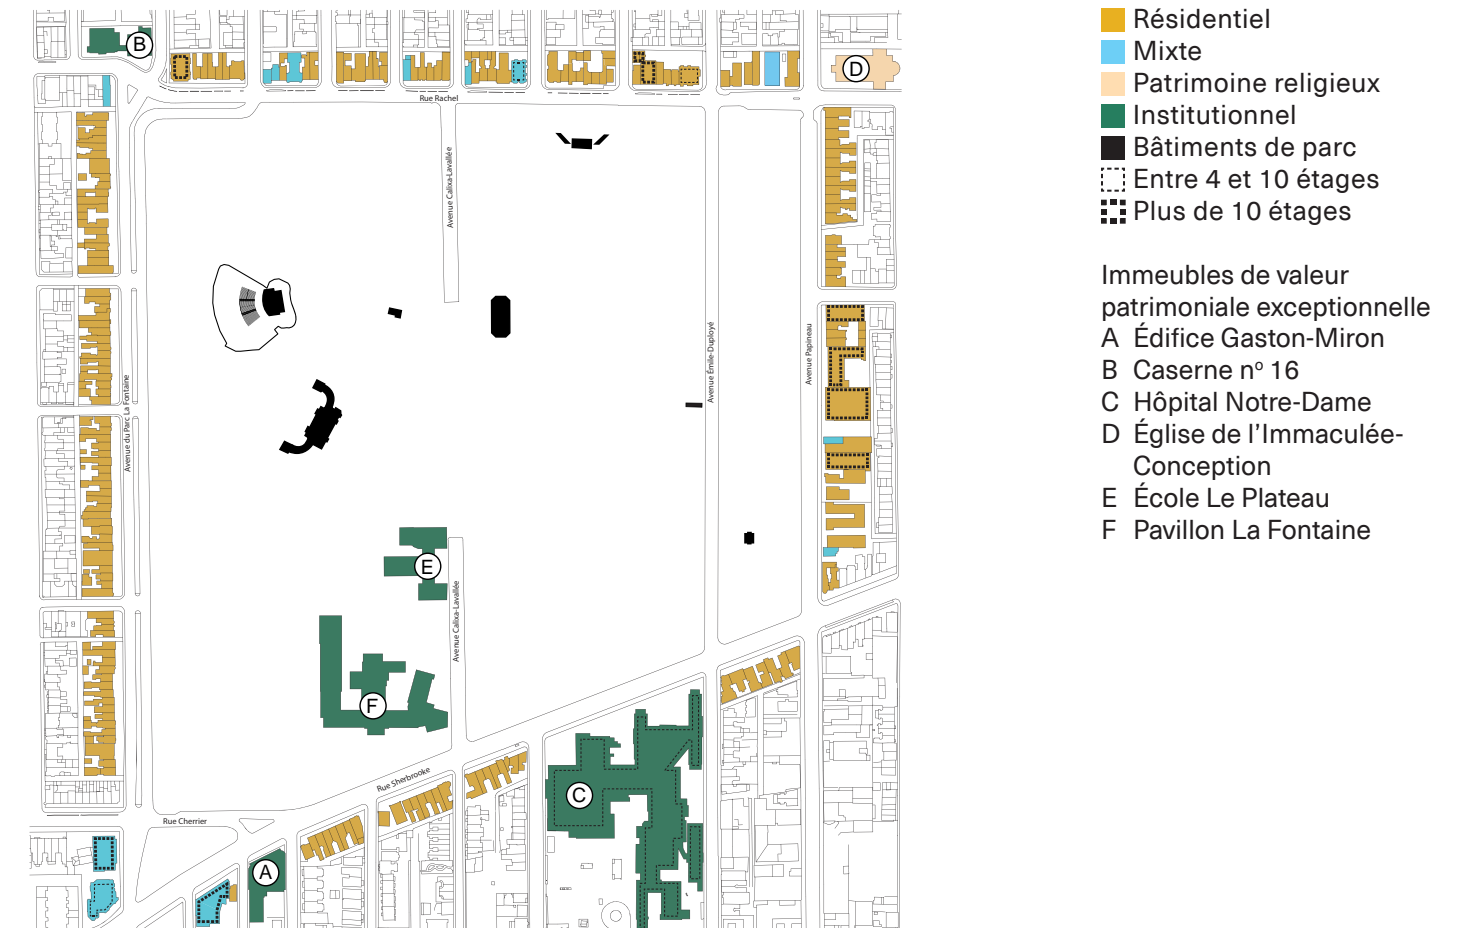 B
D
Rue Rachel
Avenue Calixa-Lavallée
Avenue du Parc La Fontaine
Avenue Émile-Duployé
Avenue Papineau
E
Avenue Calixa-Lavallée
F
Rue Sherbrooke
C
Rue Cherrier
A
Résidentiel
Mixte
Patrimoine religieux
Institutionnel
Bâtiments de parc
Entre 4 et 10 étages
Plus de 10 étages
Immeubles de valeur
patrimoniale exceptionnelle
A Édifice Gaston-Miron
B Caserne nº 16
C Hôpital Notre-Dame
D Église de l’Immaculée-
Conception
E École Le Plateau
F Pavillon La Fontaine